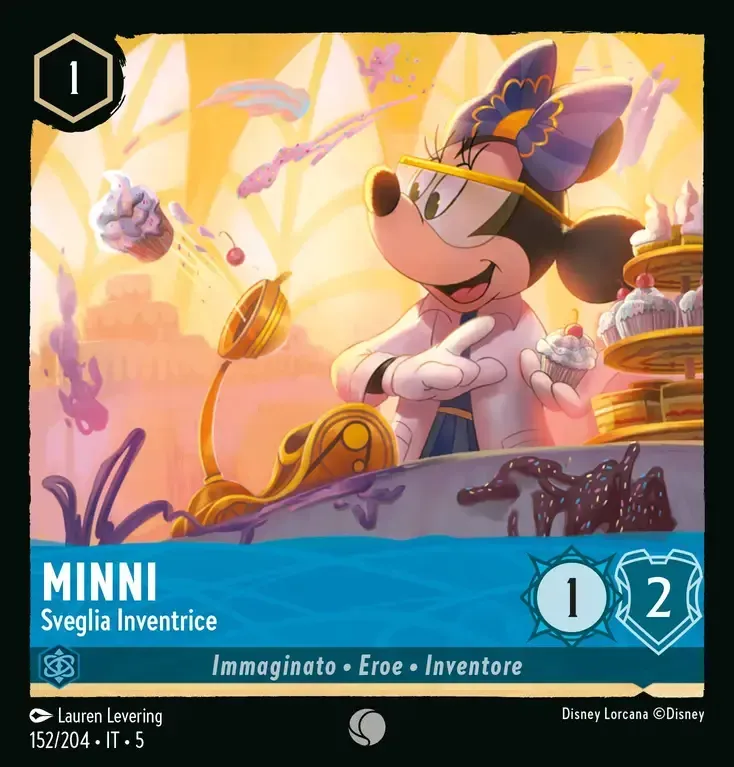 1
MINNI
Sveglia Inventrice
1
2
Immaginato • Eroe • Inventore
Lauren Levering
Disney Lorcana ©Disney
152/204 • IT • 5